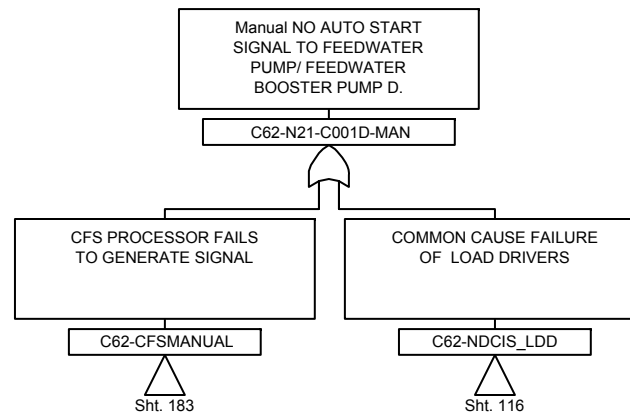 Manual NO AUTO START
SIGNAL TO FEEDWATER
PUMP/ FEEDWATER
BOOSTER PUMP D.
C62-N21-C001D-MAN
CFS PROCESSOR FAILS
TO GENERATE SIGNAL
C62-CFSMANUAL
Sht. 183
COMMON CAUSE FAILURE
OF LOAD DRIVERS
C62-NDCIS_LDD
Sht. 116